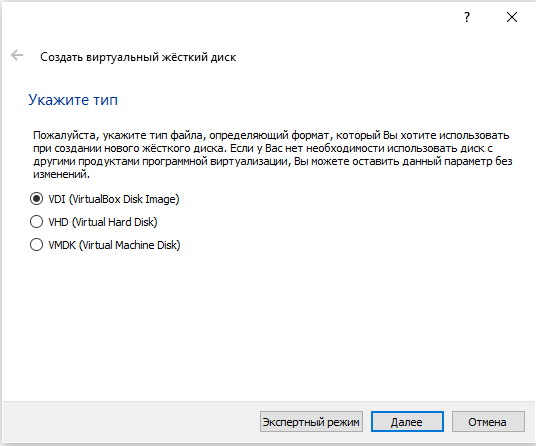 ?
Создать виртуальный жёсткий диск
Укажите тип
Пожалуйста, укажите тип файла, определяющий формат, который Вы хотите использовать
при создании нового жёсткого диска. Если у Вас нет необходимости использовать диск с
другими продуктами программной виртуализации, Вы можете оставить данный параметр без
изменений.
VDI (VirtualBox Disk Image)
VHD (Virtual Hard Disk)
VMDK (Virtual Machine Disk)
Экспертный режим Далее Отмена